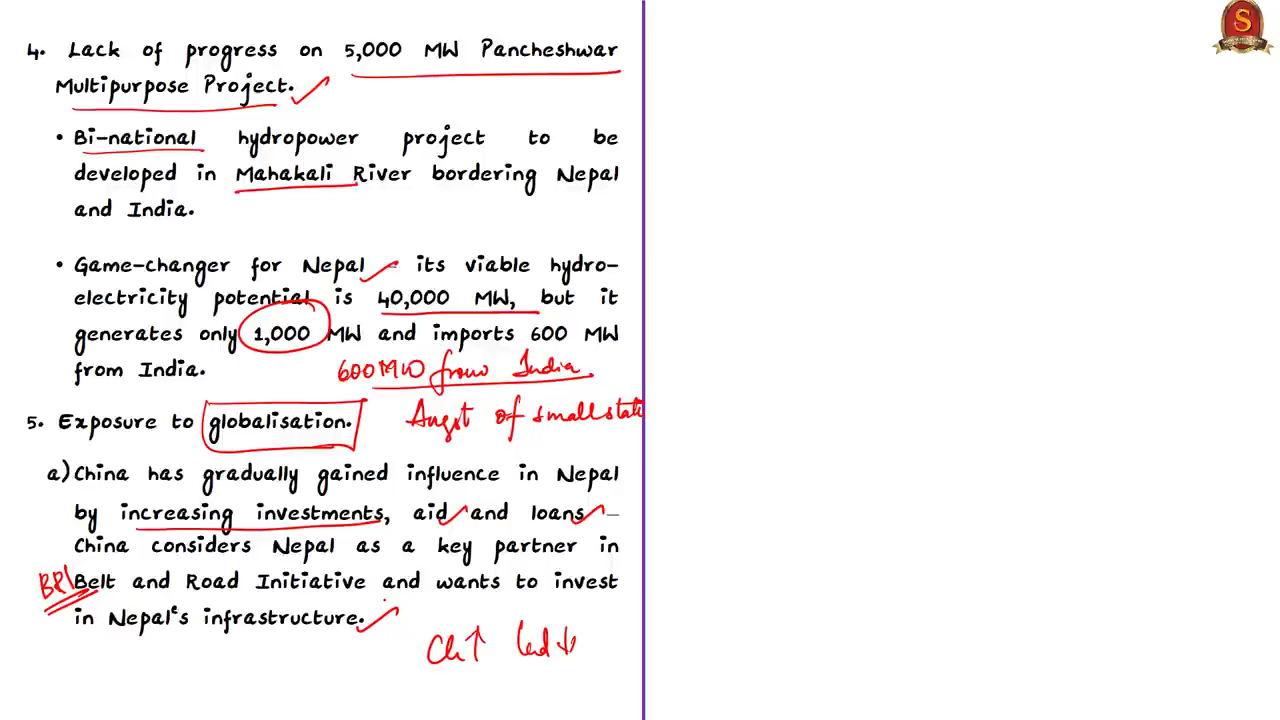 4. Lack of progress on 5,000 MW Pancheshwar
Multipurpose Project.
• Bi-national hydropower project to be
developed in Mahakali River bordering Nepal
and India.
• Game-changer for Nepal – its viable hydro-
electricity potential is 40,000 MW, but it
generates only 1,000 MW and imports 600 MW
from India.
600 MW from India
5. Exposure to globalisation.
Angst of small state
a) China has gradually gained influence in Nepal
by increasing investments, aid and loans –
China considers Nepal as a key partner in
BRI
Belt and Road Initiative and wants to invest
in Nepal's infrastructure.
Ch↑ Ind↓
S